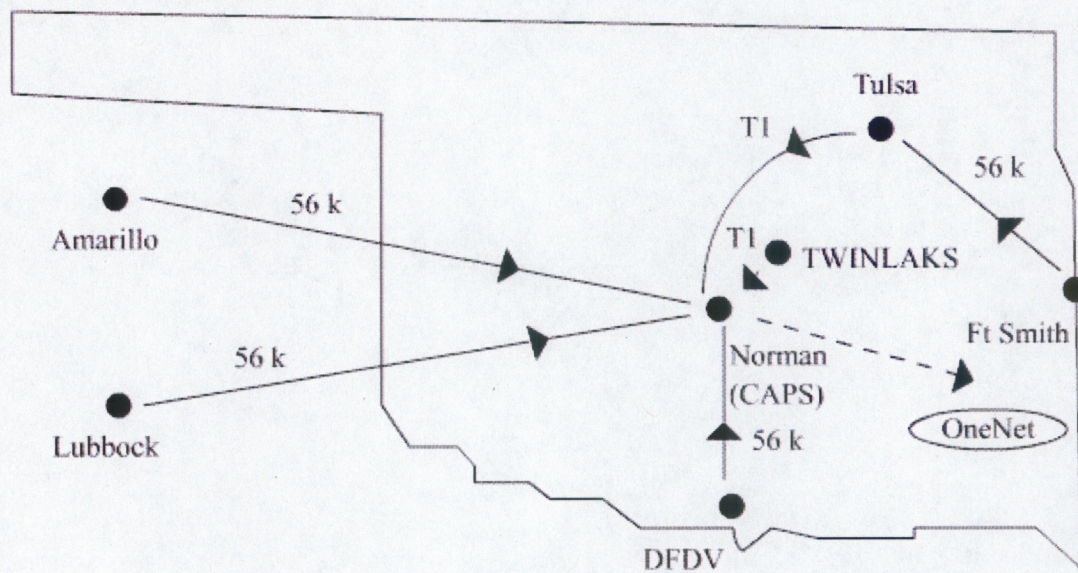 Tulsa
T1
56 k
56 k
Amarillo
T1
TWINLAKS
56 k
Norman
(CAPS)
Ft Smith
Lubbock
56 k
OneNet
DFDV